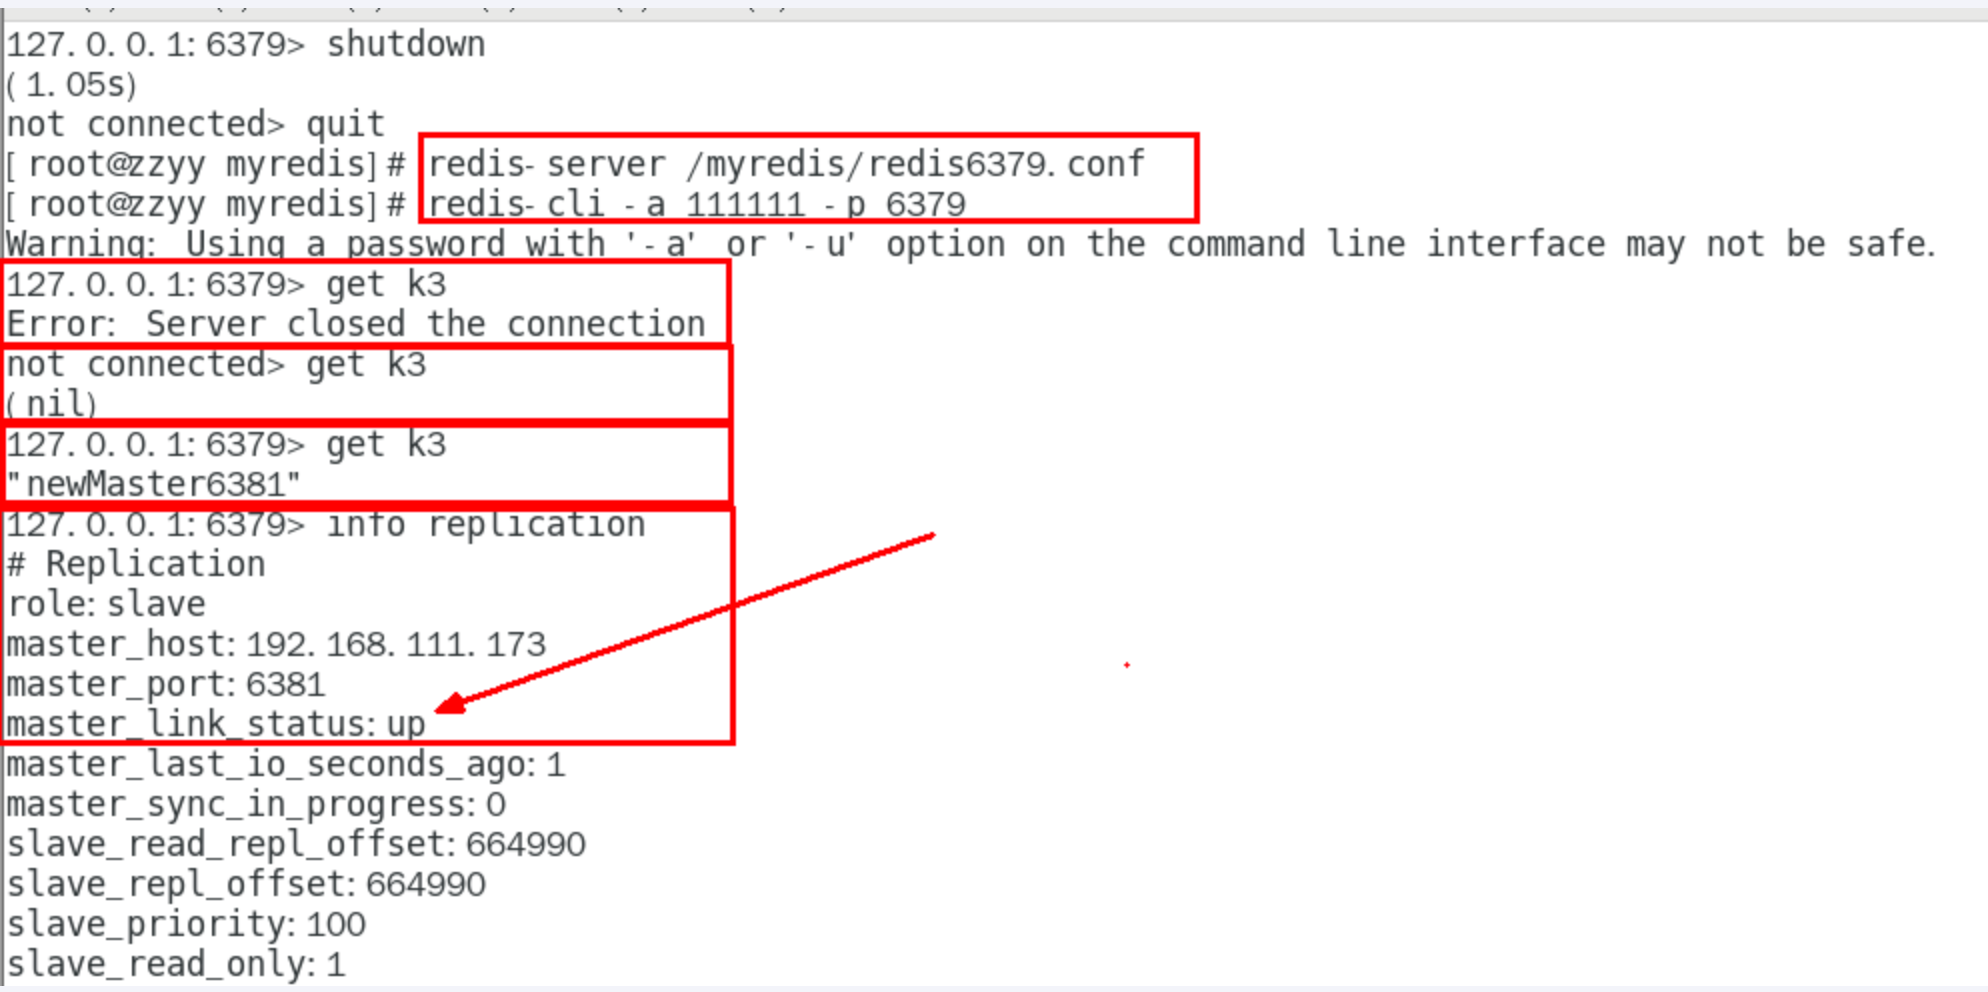 127.0.0.1:6379> shutdown
(1.05s)
not connected> quit
[root@zzyy myredis]# redis-server /myredis/redis6379.conf
[root@zzyy myredis]# redis-cli -a 111111 -p 6379
Warning: Using a password with '-a' or '-u' option on the command line interface may not be safe.
127.0.0.1:6379> get k3
Error: Server closed the connection
not connected> get k3
(nil)
127.0.0.1:6379> get k3
"newMaster6381"
127.0.0.1:6379> info replication
# Replication
role:slave
master_host:192.168.111.173
master_port:6381
master_link_status:up
master_last_io_seconds_ago:1
master_sync_in_progress:0
slave_read_repl_offset:664990
slave_repl_offset:664990
slave_priority:100
slave_read_only:1